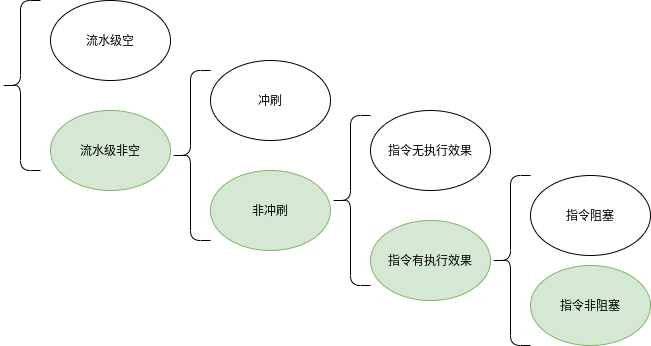 流水级空
流水级非空
冲刷
非冲刷
指令无执行效果
指令有执行效果
指令阻塞
指令非阻塞